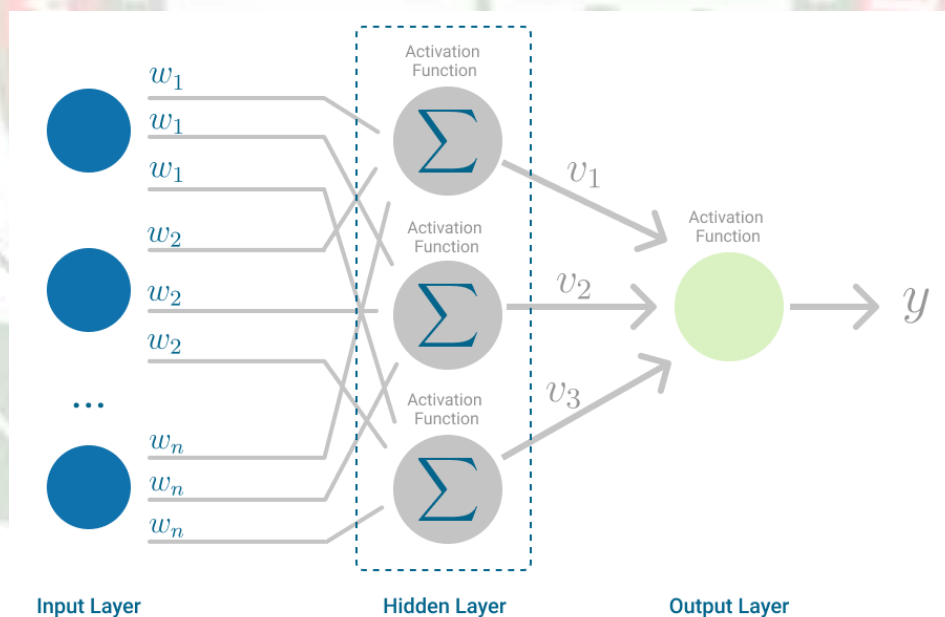 Activation
Function
w₁
w₁
w₁
Σ
v₁
Activation
Function
w₂
Activation
Function
w₂
Σ
v₂
y
w₂
...
Activation
Function
v₃
wₙ
wₙ
Σ
wₙ
Input Layer
Hidden Layer
Output Layer